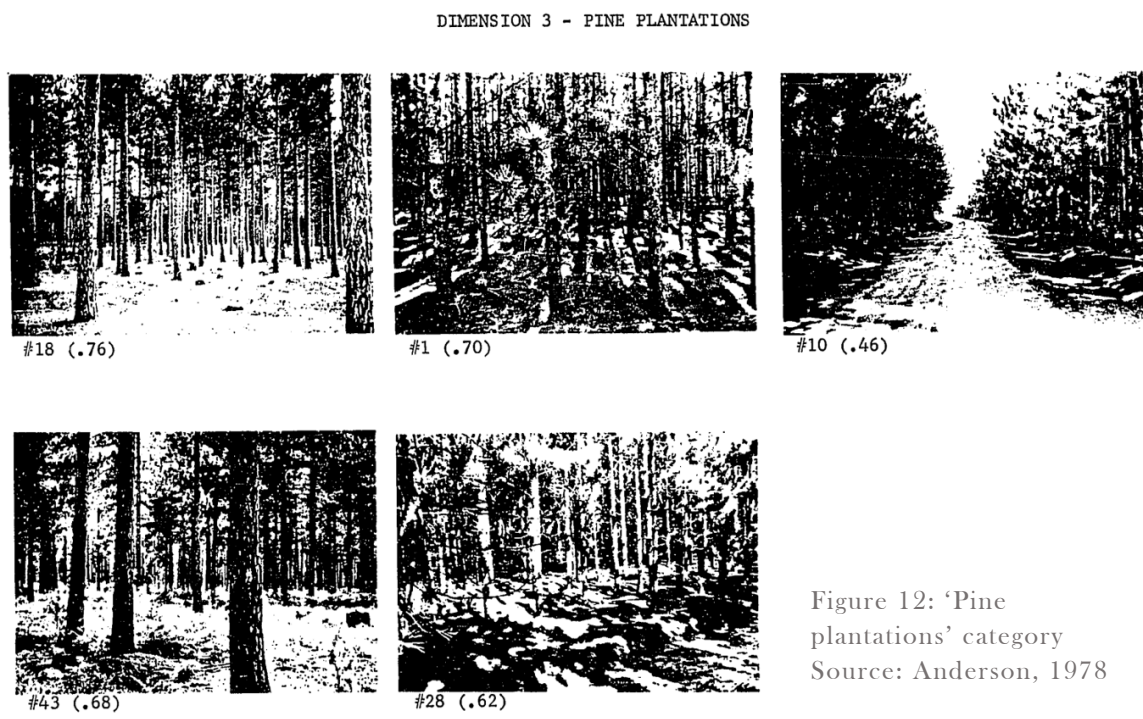 DIMENSION 3 - PINE PLANTATIONS
#18 (.76)
#1 (.70)
#10 (.46)
#43 (.68)
#28 (.62)
Figure 12: ‘Pine
plantations’ category
Source: Anderson, 1978